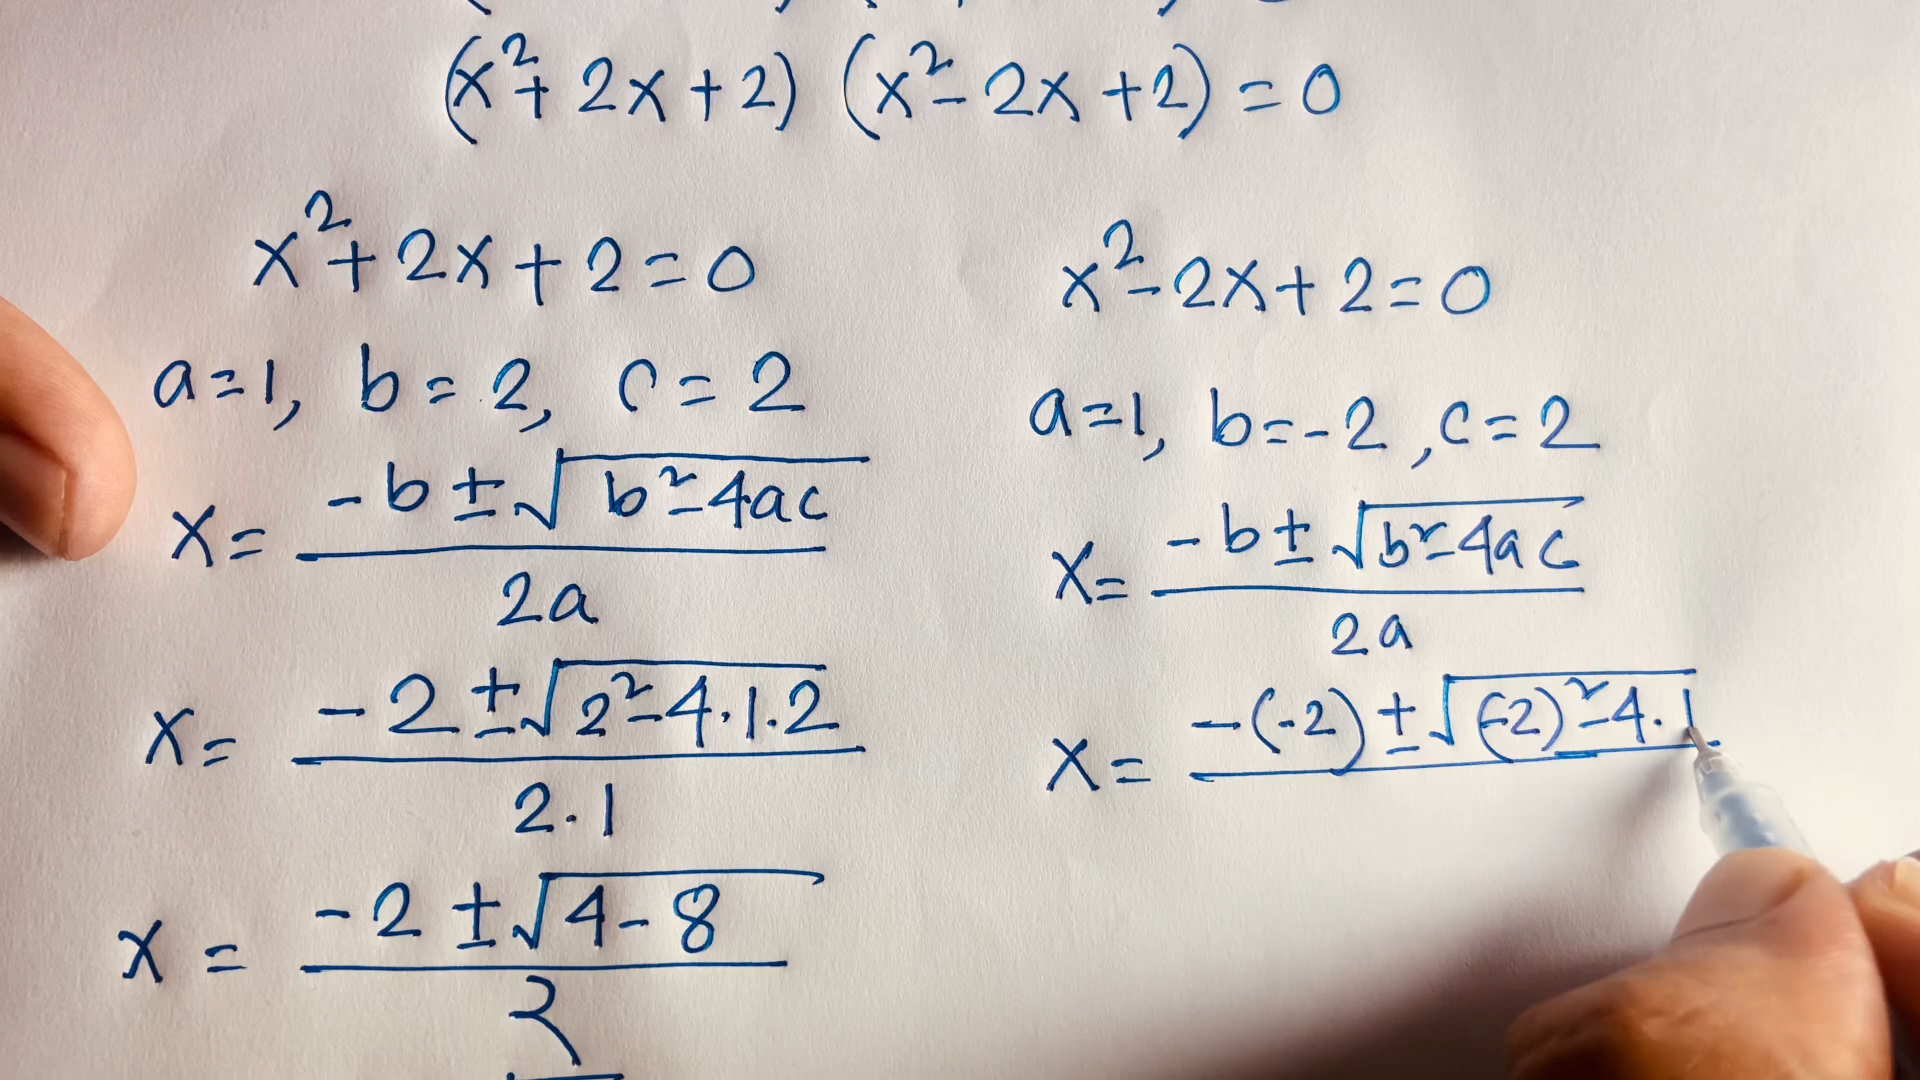 (x²+ 2x + 2) (x²- 2x + 2) = 0
x²+ 2x + 2 = 0
a=1, b = 2, c = 2
x = (-b ± √(b²-4ac)) / 2a
x = (-2 ± √(2²-4.1.2)) / 2.1
x = (-2 ± √(4-8)) / 2
x²- 2x + 2 = 0
a=1, b=-2, c=2
x = (-b ± √(b²-4ac)) / 2a
x = -(-2) ± √((-2)²-4.1